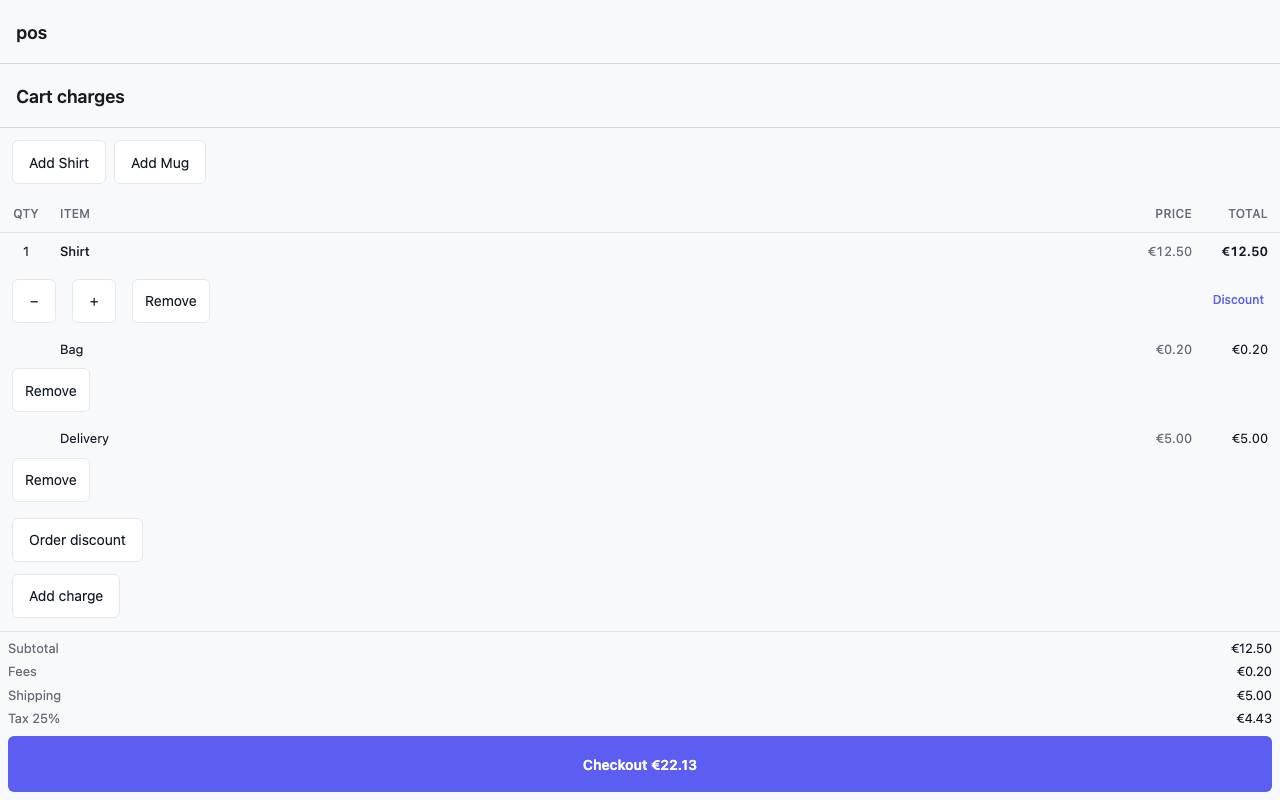 pos
Cart charges
Add Shirt Add Mug
QTY ITEM PRICE TOTAL
1 Shirt €12.50 €12.50
− + Remove Discount
Bag €0.20 €0.20
Remove
Delivery €5.00 €5.00
Remove
Order discount
Add charge
Subtotal €12.50
Fees €0.20
Shipping €5.00
Tax 25% €4.43
Checkout €22.13